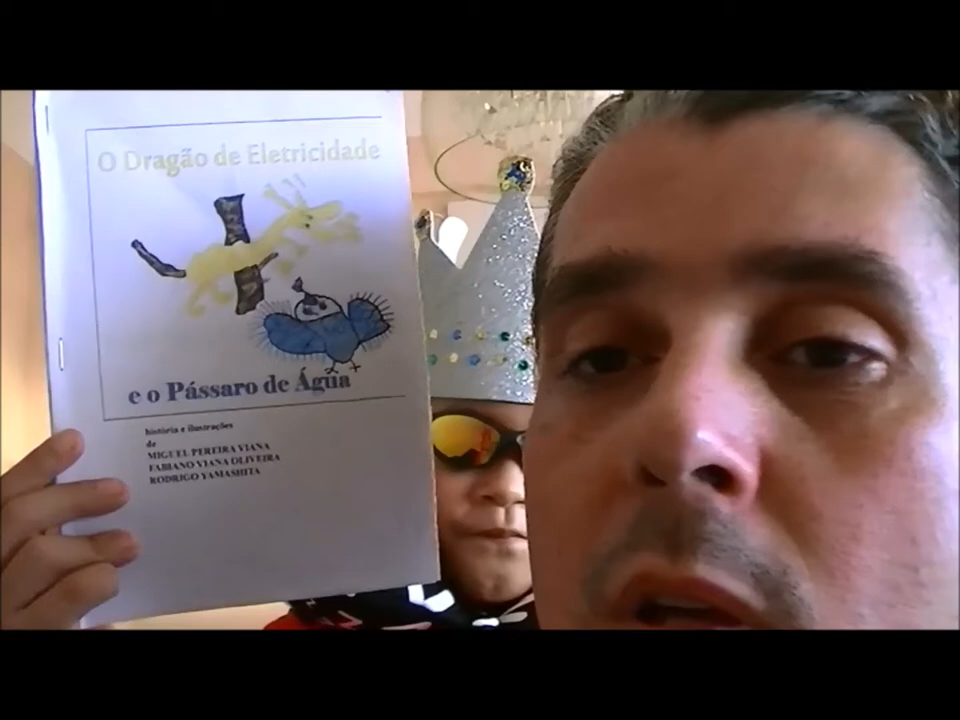 O Dragão de Eletricidade
e o Pássaro de Água
história e ilustrações
de
MIGUEL PEREIRA VIANA
FABIANO VIANA OLIVEIRA
RODRIGO YAMASHITA